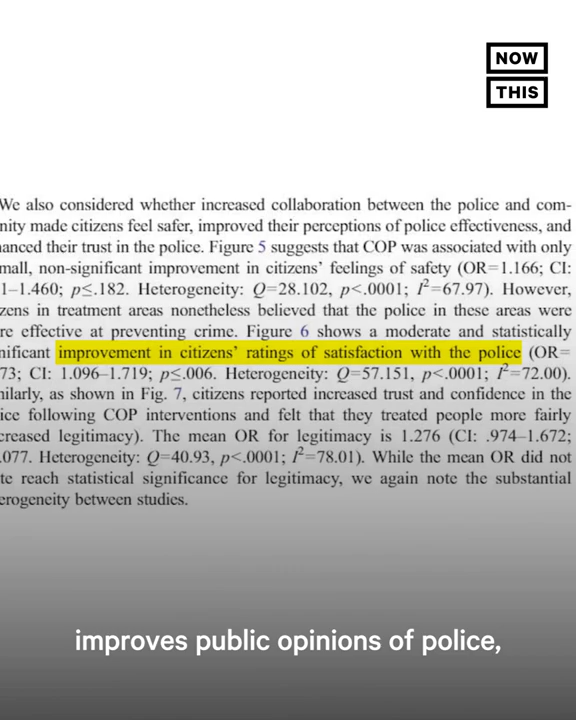 NOW
THIS
We also considered whether increased collaboration between the police and com-
nity made citizens feel safer, improved their perceptions of police effectiveness, and
anced their trust in the police. Figure 5 suggests that COP was associated with only
mall, non-significant improvement in citizens' feelings of safety (OR=1.166; CI:
1–1.460; p≤.182. Heterogeneity: Q=28.102, p<.0001; I²=67.97). However,
zens in treatment areas nonetheless believed that the police in these areas were
re effective at preventing crime. Figure 6 shows a moderate and statistically
nificant improvement in citizens' ratings of satisfaction with the police (OR=
73; CI: 1.096–1.719; p≤.006. Heterogeneity: Q=57.151, p<.0001; I²=72.00).
nilarly, as shown in Fig. 7, citizens reported increased trust and confidence in the
ice following COP interventions and felt that they treated people more fairly
creased legitimacy). The mean OR for legitimacy is 1.276 (CI: .974–1.672;
.077. Heterogeneity: Q=40.93, p<.0001; I²=78.01). While the mean OR did not
te reach statistical significance for legitimacy, we again note the substantial
erogeneity between studies.
improves public opinions of police,